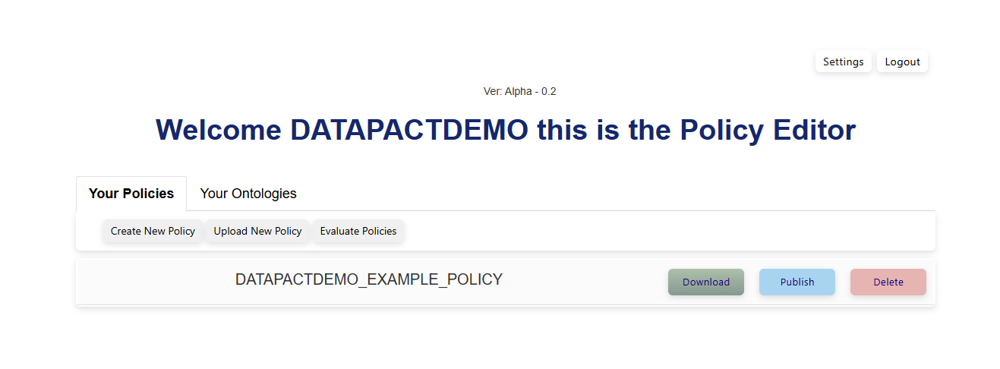 Settings Logout
Ver: Alpha - 0.2
Welcome DATAPACTDEMO this is the Policy Editor
Your Policies Your Ontologies
Create New Policy Upload New Policy Evaluate Policies
DATAPACTDEMO_EXAMPLE_POLICY Download Publish Delete